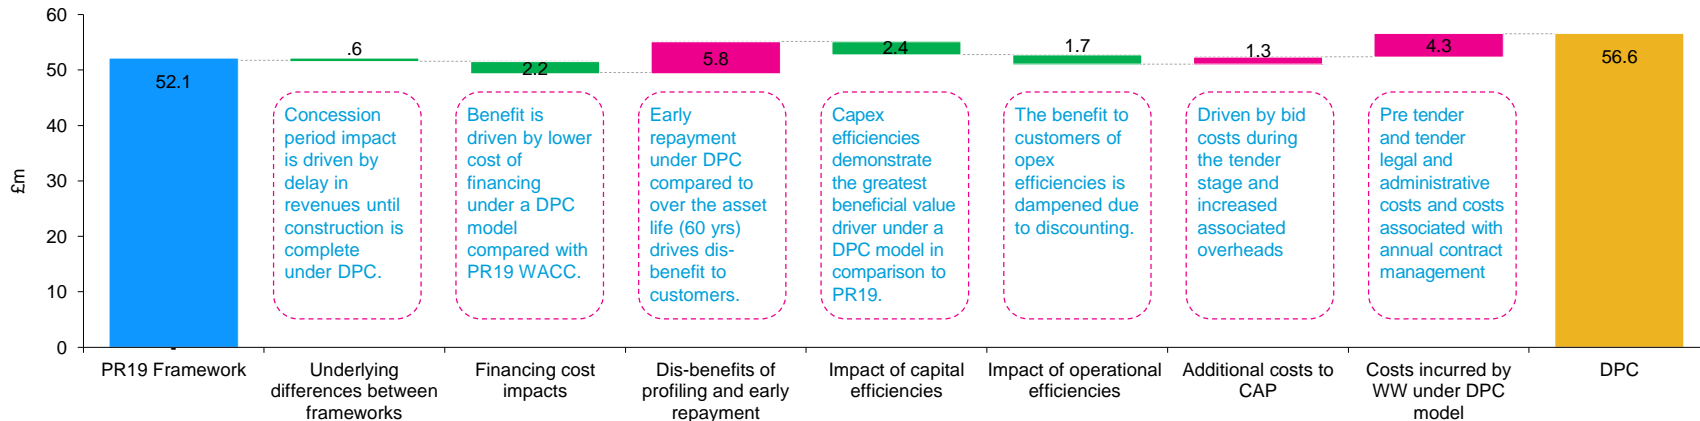 60
50
40
30
20
10
0
£m
52.1
.6
2.2
5.8
2.4
1.7
1.3
4.3
56.6
Concession
period impact
is driven by
delay in
revenues until
construction is
complete
under DPC.
Benefit is
driven by lower
cost of
financing
under a DPC
model
compared with
PR19 WACC.
Early
repayment
under DPC
compared to
over the asset
life (60 yrs)
drives dis-
benefit to
customers.
Capex
efficiencies
demonstrate
the greatest
beneficial value
driver under a
DPC model in
comparison to
PR19.
The benefit to
customers of
opex
efficiencies is
dampened due
to discounting.
Driven by bid
costs during
the tender
stage and
increased
associated
overheads
Pre tender
and tender
legal and
administrative
costs and costs
associated with
annual contract
management
PR19 Framework
Underlying
differences between
frameworks
Financing cost
impacts
Dis-benefits of
profiling and early
repayment
Impact of capital
efficiencies
Impact of operational
efficiencies
Additional costs to
CAP
Costs incurred by
WW under DPC
model
DPC